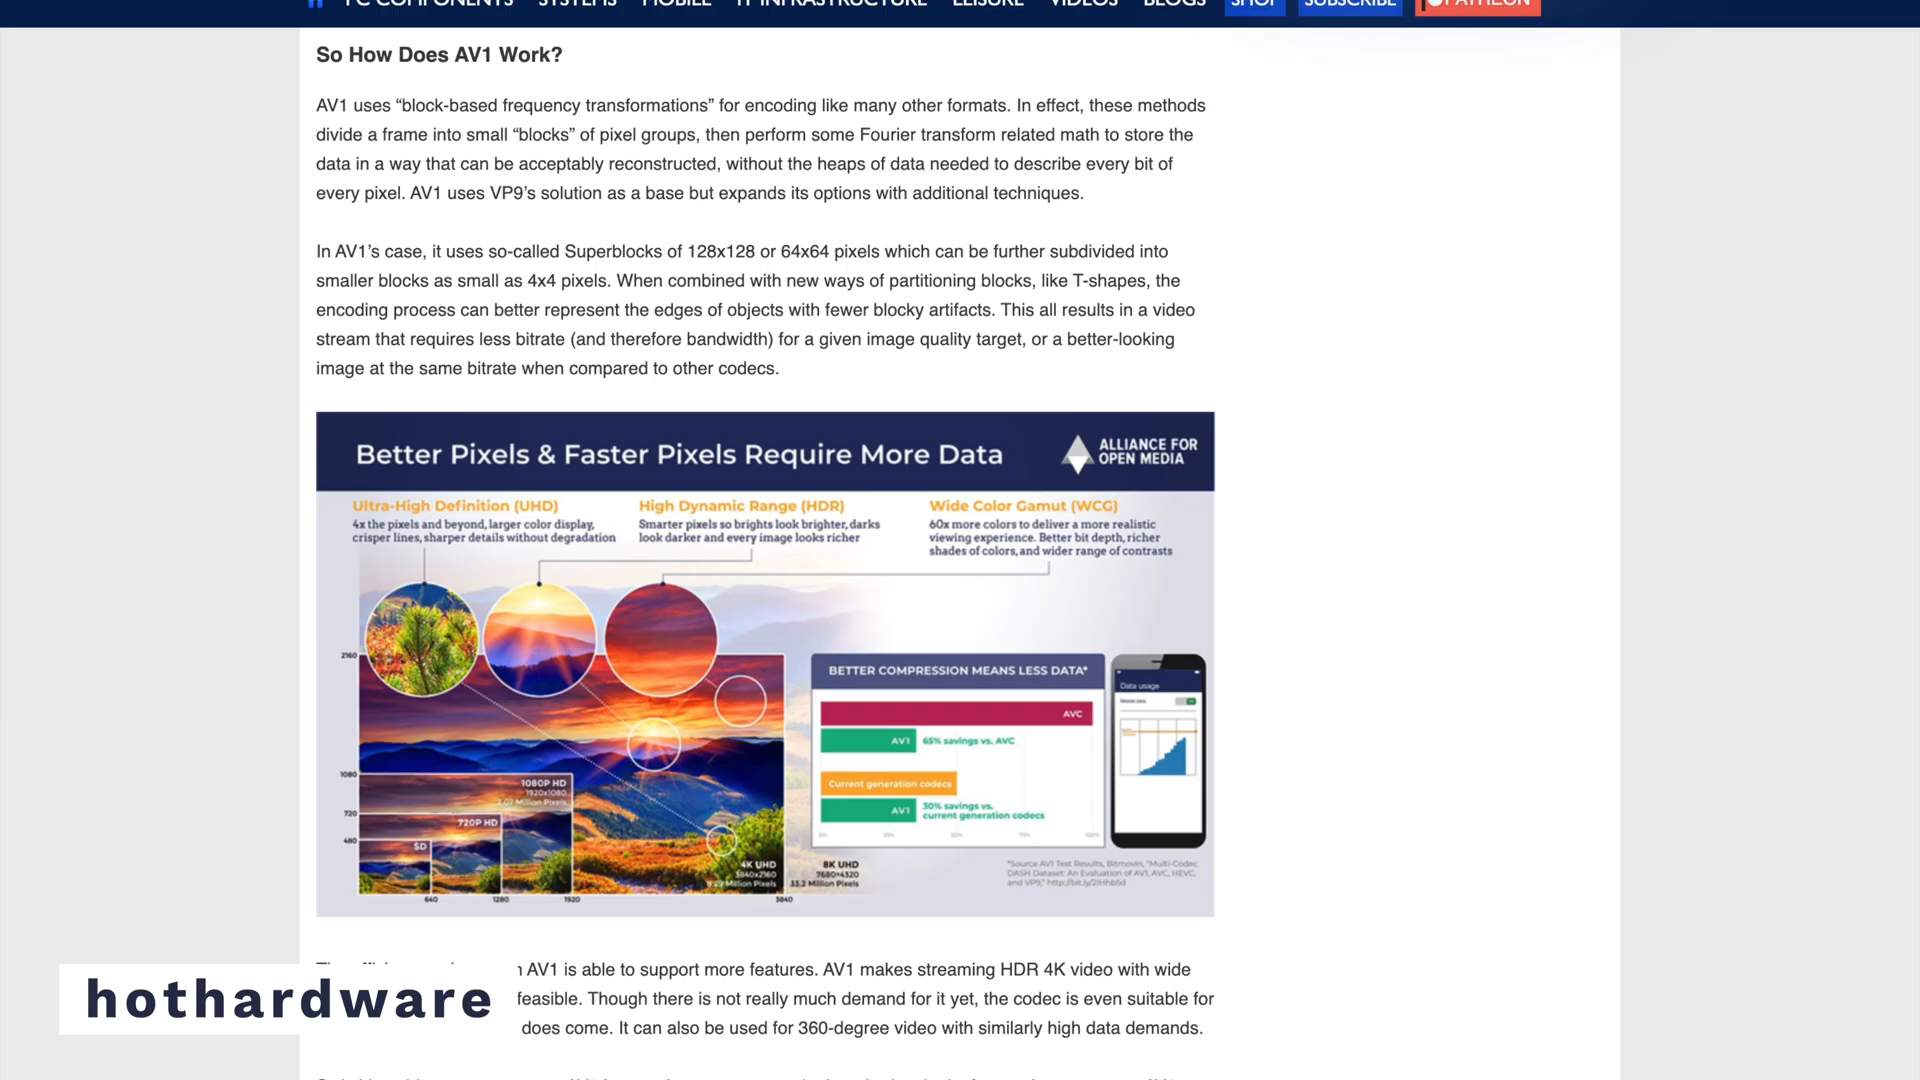 PC COMPONENTS SYSTEMS MOBILE IT INFRASTRUCTURE LEISURE VIDEOS BLOGS SHOP SUBSCRIBE PATREON
So How Does AV1 Work?
AV1 uses “block-based frequency transformations” for encoding like many other formats. In effect, these methods
divide a frame into small “blocks” of pixel groups, then perform some Fourier transform related math to store the
data in a way that can be acceptably reconstructed, without the heaps of data needed to describe every bit of
every pixel. AV1 uses VP9’s solution as a base but expands its options with additional techniques.
In AV1’s case, it uses so-called Superblocks of 128x128 or 64x64 pixels which can be further subdivided into
smaller blocks as small as 4x4 pixels. When combined with new ways of partitioning blocks, like T-shapes, the
encoding process can better represent the edges of objects with fewer blocky artifacts. This all results in a video
stream that requires less bitrate (and therefore bandwidth) for a given image quality target, or a better-looking
image at the same bitrate when compared to other codecs.
Better Pixels & Faster Pixels Require More Data
ALLIANCE FOR
OPEN MEDIA
Ultra-High Definition (UHD)
4x the pixels and beyond, larger color display,
crisper lines, sharper details without degradation
High Dynamic Range (HDR)
Smarter pixels so brights look brighter, darks
look darker and every image looks richer
Wide Color Gamut (WCG)
60x more colors to deliver a more realistic
viewing experience. Better bit depth, richer
shades of colors, and wider range of contrasts
2160
1080
720
480
1080P HD
1920x1080
2.07 Million Pixels
720P HD
SD
4K UHD
3840x2160
Million Pixels
8K UHD
7680×4320
33.2 Million Pixels
640 1280 1920 3840
BETTER COMPRESSION MEANS LESS DATA*
AVC
AV1 65% savings vs. AVC
Current generation codecs
AV1 30% savings vs.
current generation codecs
0% 25% 50% 75% 100%
Data usage
Mobile data
*Source AV1 Test Results, Bitmovin, "Multi-Codec
DASH Dataset: An Evaluation of AV1, AVC, HEVC,
and VP9,"
AV1 is able to support more features. AV1 makes streaming HDR 4K video with wide
feasible. Though there is not really much demand for it yet, the codec is even suitable for
does come. It can also be used for 360-degree video with similarly high data demands.
hothardware